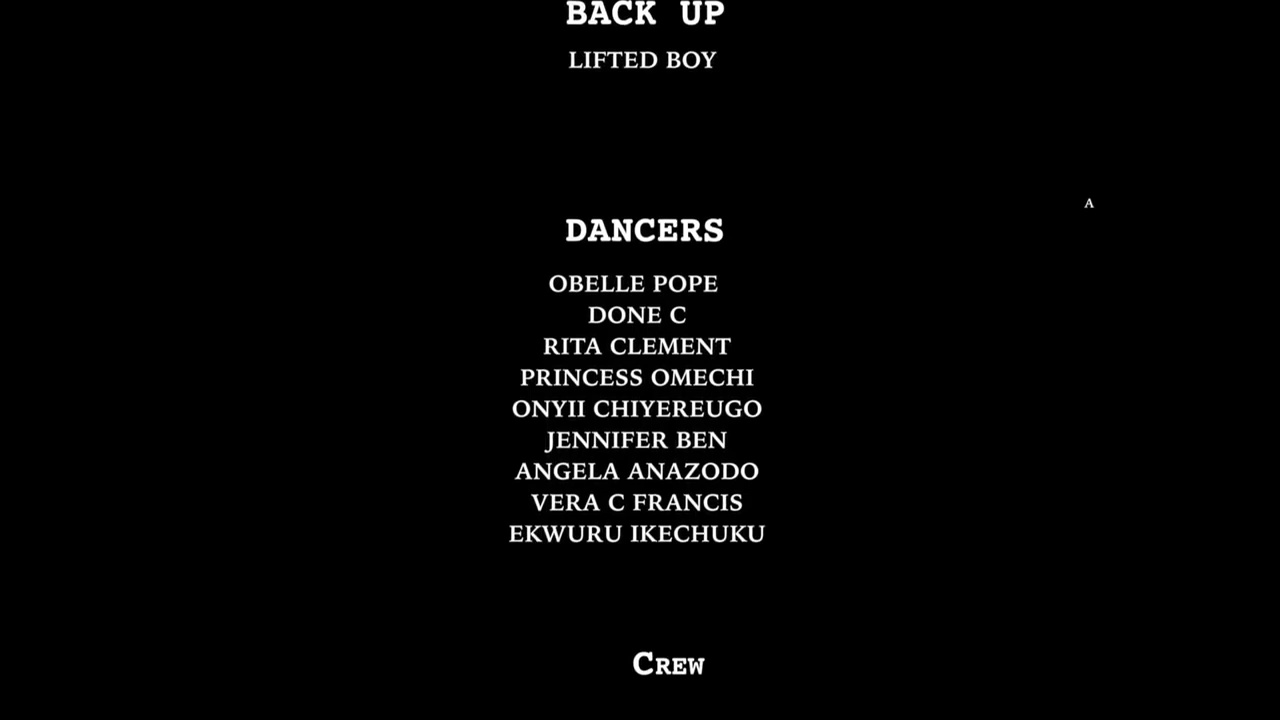 BACK UP
LIFTED BOY
A
DANCERS
OBELLE POPE
DONE C
RITA CLEMENT
PRINCESS OMECHI
ONYII CHIYEREUGO
JENNIFER BEN
ANGELA ANAZODO
VERA C FRANCIS
EKWURU IKECHUKU
CREW